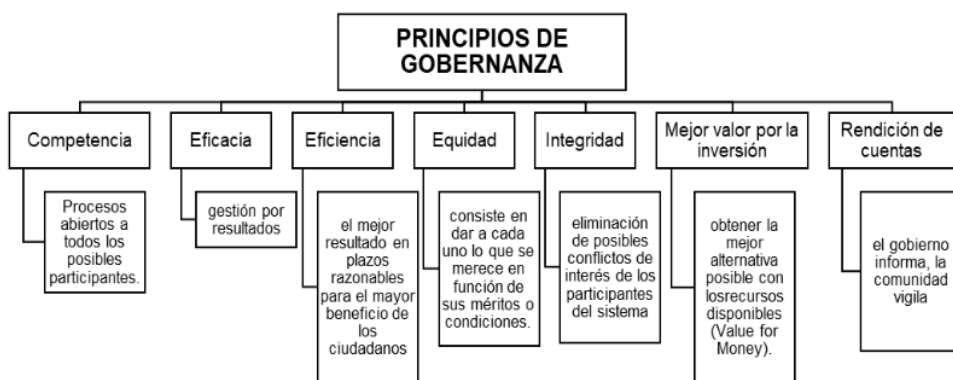 PRINCIPIOS DE
GOBERNANZA
Competencia
Procesos
abiertos a
todos los
posibles
participantes.
Eficacia
gestión por
resultados
Eficiencia
el mejor
resultado en
plazos
razonables
para el mayor
beneficio de
los
ciudadanos
Equidad
consiste en
dar a cada
uno lo que se
merece en
función de
sus méritos o
condiciones.
Integridad
eliminación
de posibles
conflictos de
interés de los
participantes
del sistema
Mejor valor por la
inversión
obtener la
mejor
alternativa
posible con
losrecursos
disponibles
(Value for
Money).
Rendición de
cuentas
el gobierno
informa, la
comunidad
vigila